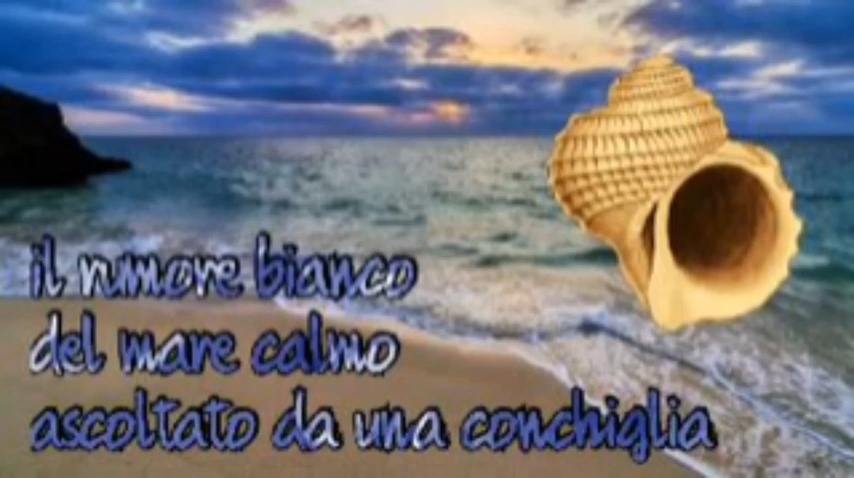 il rumore bianco
del mare calmo
ascoltato da una conchiglia